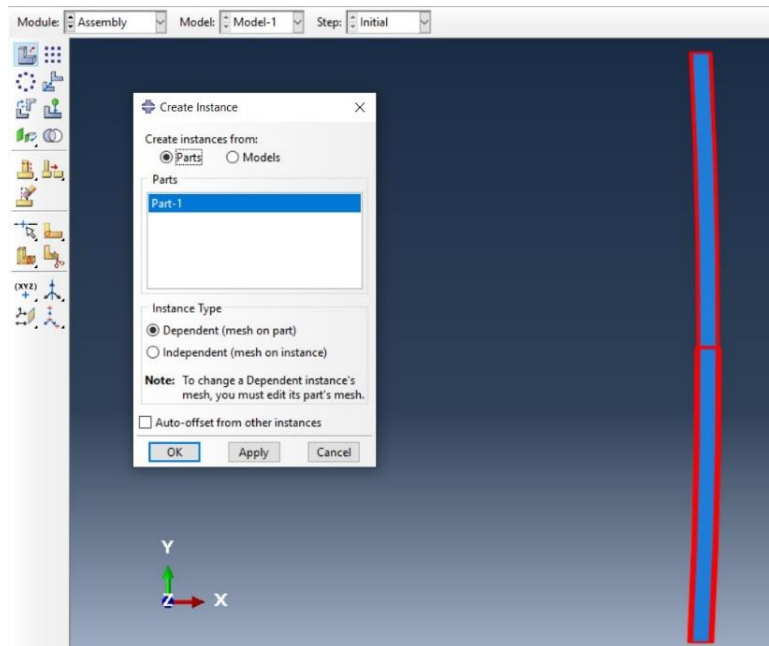 Module: Assembly Model: Model-1 Step: Initial
Create Instance
Create instances from:
Parts Models
Parts
Part-1
Instance Type
Dependent (mesh on part)
Independent (mesh on instance)
Note: To change a Dependent instance's
mesh, you must edit its part's mesh.
Auto-offset from other instances
OK Apply Cancel
(XYZ)
Y
Z X